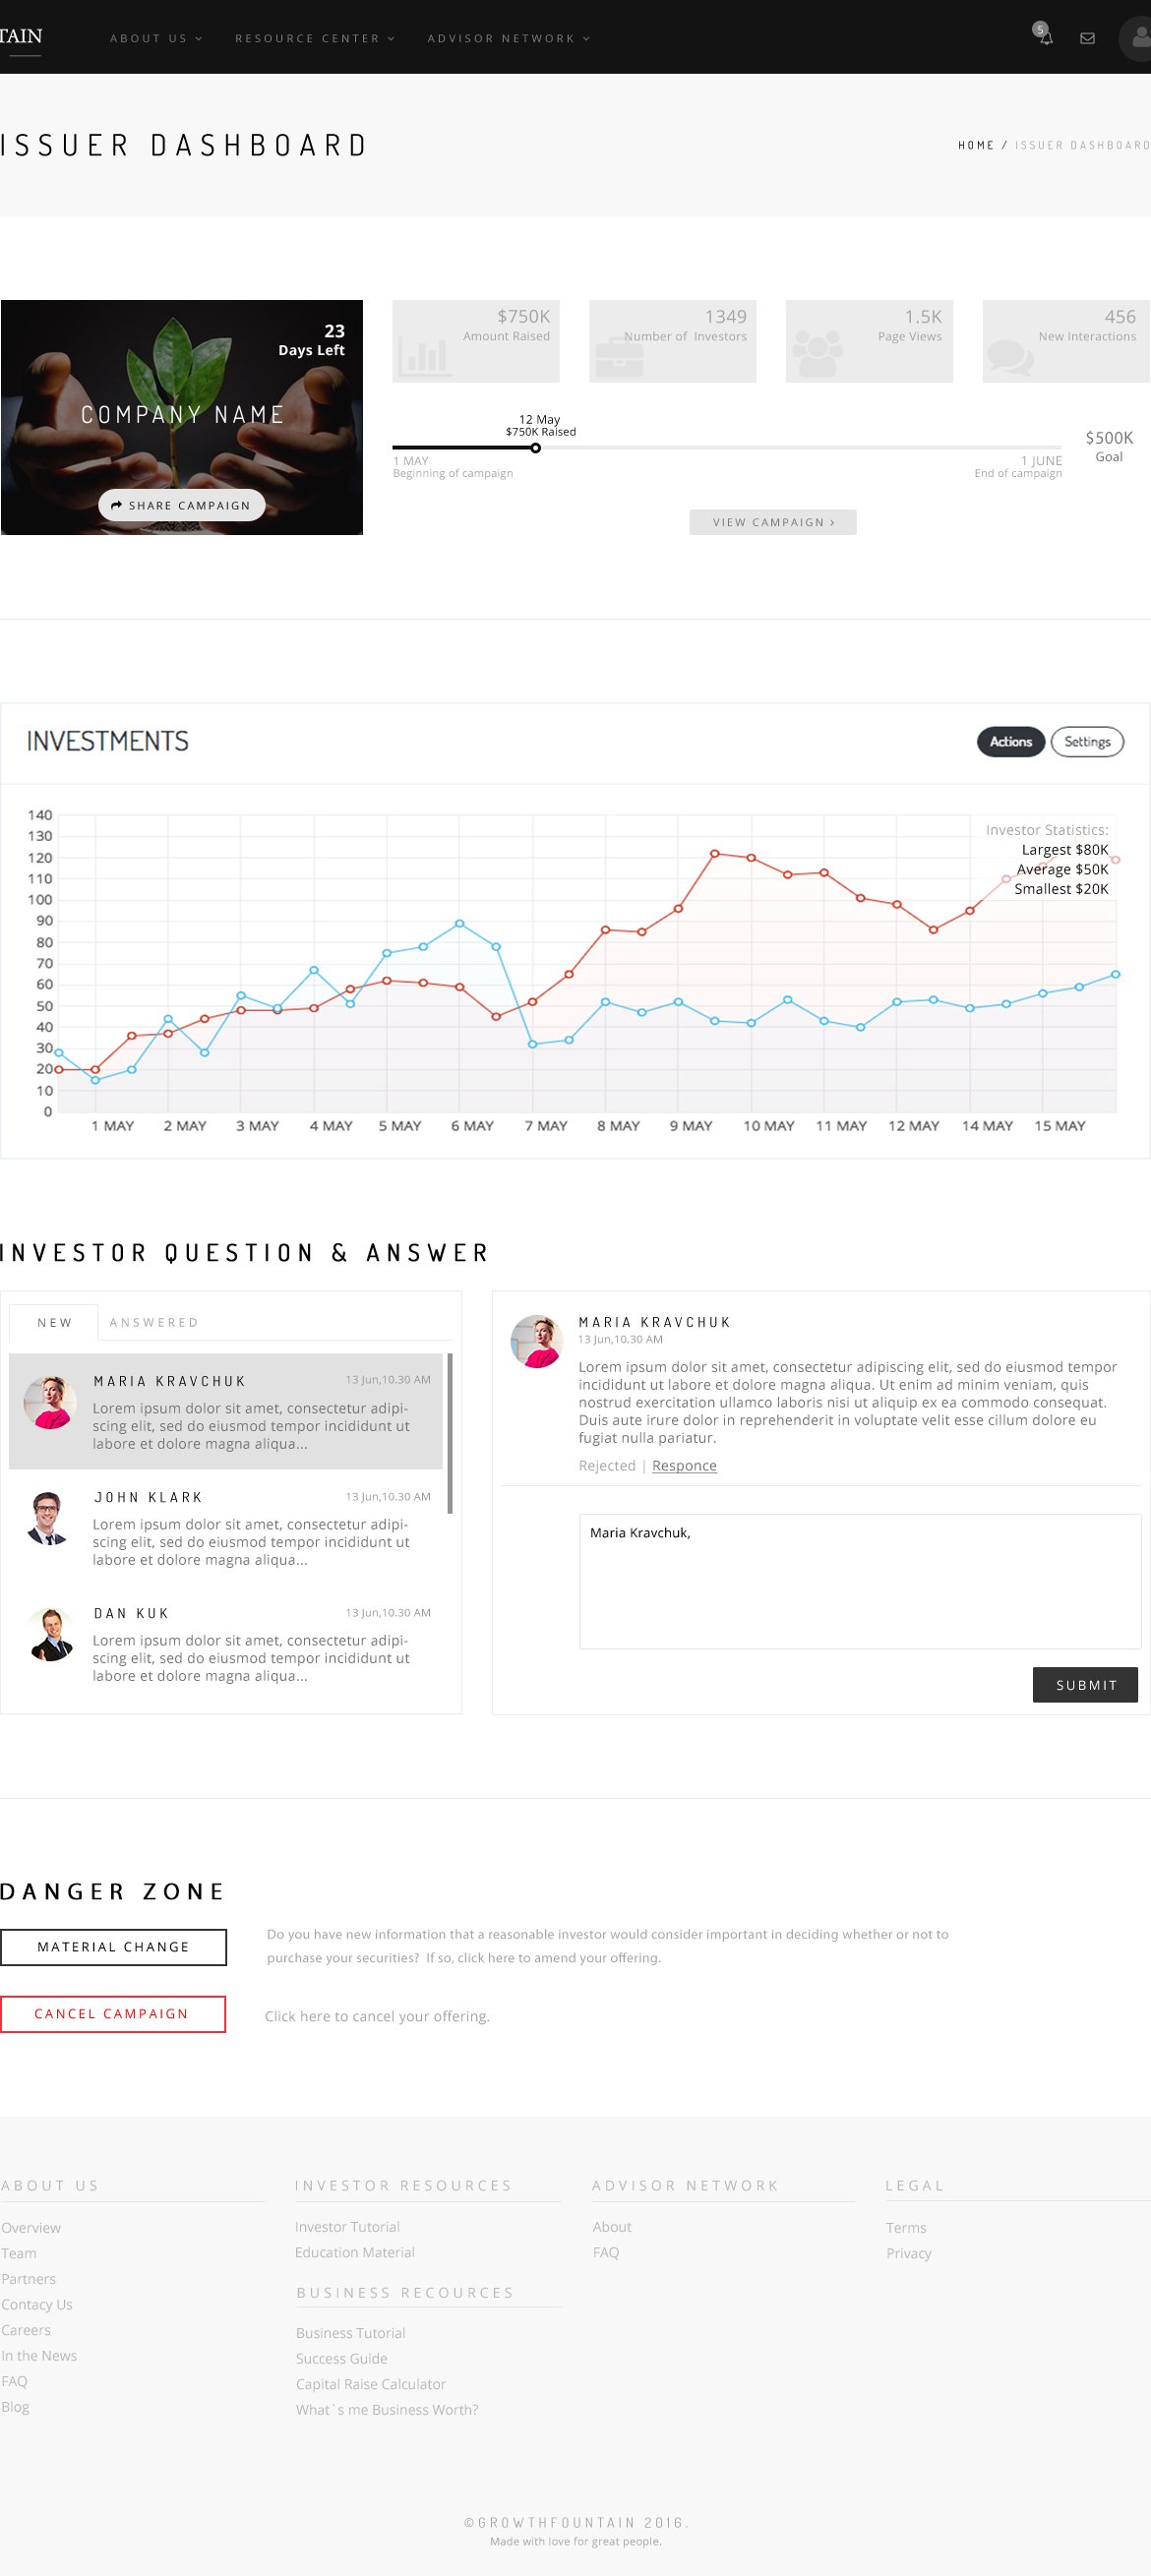 TAIN
ABOUT US
RESOURCE CENTER
ADVISOR NETWORK
5
ISSUER DASHBOARD
HOME / ISSUER DASHBOARD
23
Days Left
COMPANY NAME
SHARE CAMPAIGN
$750K
Amount Raised
1349
Number of Investors
1.5K
Page Views
456
New Interactions
12 May
$750K Raised
1 MAY
Beginning of campaign
1 JUNE
End of campaign
$500K
Goal
VIEW CAMPAIGN >
INVESTMENTS
Actions
Settings
140
130
120
110
100
90
80
70
60
50
40
30
20
10
0
Investor Statistics:
Largest $80K
Average $50K
Smallest $20K
1 MAY 2 MAY 3 MAY 4 MAY 5 MAY 6 MAY 7 MAY 8 MAY 9 MAY 10 MAY 11 MAY 12 MAY 14 MAY 15 MAY
INVESTOR QUESTION & ANSWER
NEW
ANSWERED
MARIA KRAVCHUK
13 Jun,10.30 AM
Lorem ipsum dolor sit amet, consectetur adipi-
scing elit, sed do eiusmod tempor incididunt ut
labore et dolore magna aliqua...
JOHN KLARK
13 Jun,10.30 AM
Lorem ipsum dolor sit amet, consectetur adipi-
scing elit, sed do eiusmod tempor incididunt ut
labore et dolore magna aliqua...
DAN KUK
13 Jun,10.30 AM
Lorem ipsum dolor sit amet, consectetur adipi-
scing elit, sed do eiusmod tempor incididunt ut
labore et dolore magna aliqua...
MARIA KRAVCHUK
13 Jun,10.30 AM
Lorem ipsum dolor sit amet, consectetur adipiscing elit, sed do eiusmod tempor
incididunt ut labore et dolore magna aliqua. Ut enim ad minim veniam, quis
nostrud exercitation ullamco laboris nisi ut aliquip ex ea commodo consequat.
Duis aute irure dolor in reprehenderit in voluptate velit esse cillum dolore eu
fugiat nulla pariatur.
Rejected | Responce
Maria Kravchuk,
SUBMIT
DANGER ZONE
MATERIAL CHANGE
Do you have new information that a reasonable investor would consider important in deciding whether or not to
purchase your securities? If so, click here to amend your offering.
CANCEL CAMPAIGN
Click here to cancel your offering.
ABOUT US
Overview
Team
Partners
Contacy Us
Careers
In the News
FAQ
Blog
INVESTOR RESOURCES
Investor Tutorial
Education Material
BUSINESS RECOURCES
Business Tutorial
Success Guide
Capital Raise Calculator
What`s me Business Worth?
ADVISOR NETWORK
About
FAQ
LEGAL
Terms
Privacy
©GROWTHFOUNTAIN 2016.
Made with love for great people.